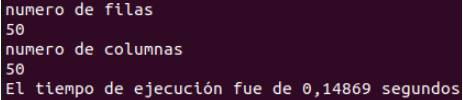 numero de filas
50
numero de columnas
50
El tiempo de ejecución fue de 0,14869 segundos